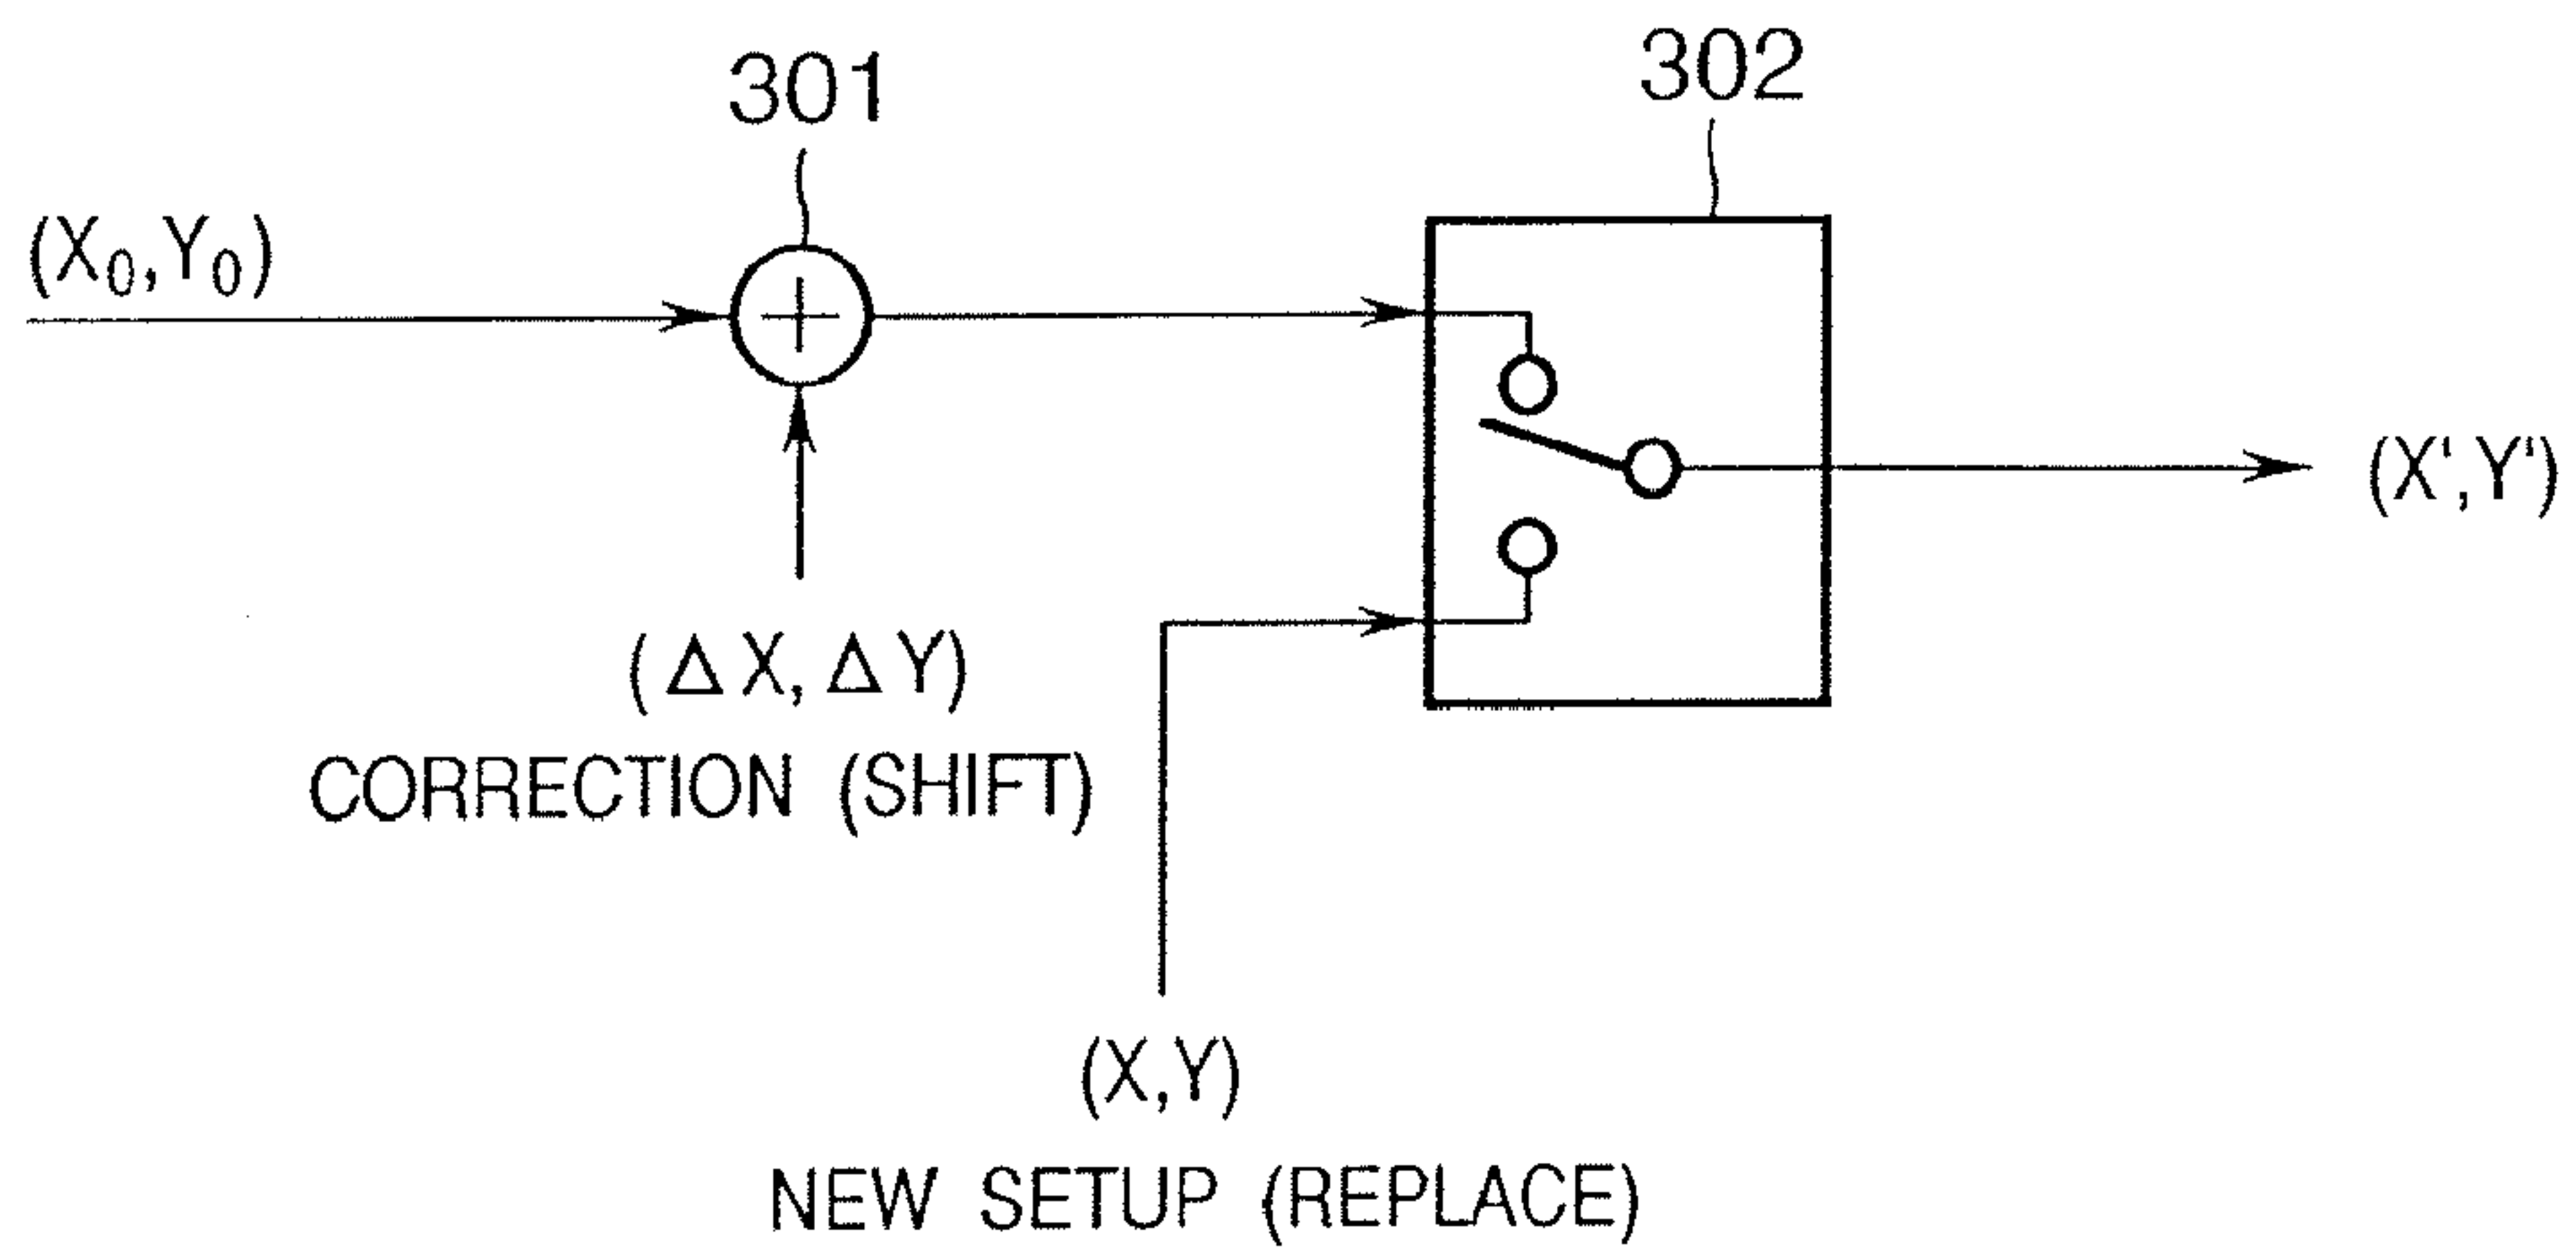 301
302
(X0,Y0)
(X',Y')
(ΔX, ΔY)
CORRECTION (SHIFT)
(X,Y)
NEW SETUP (REPLACE)